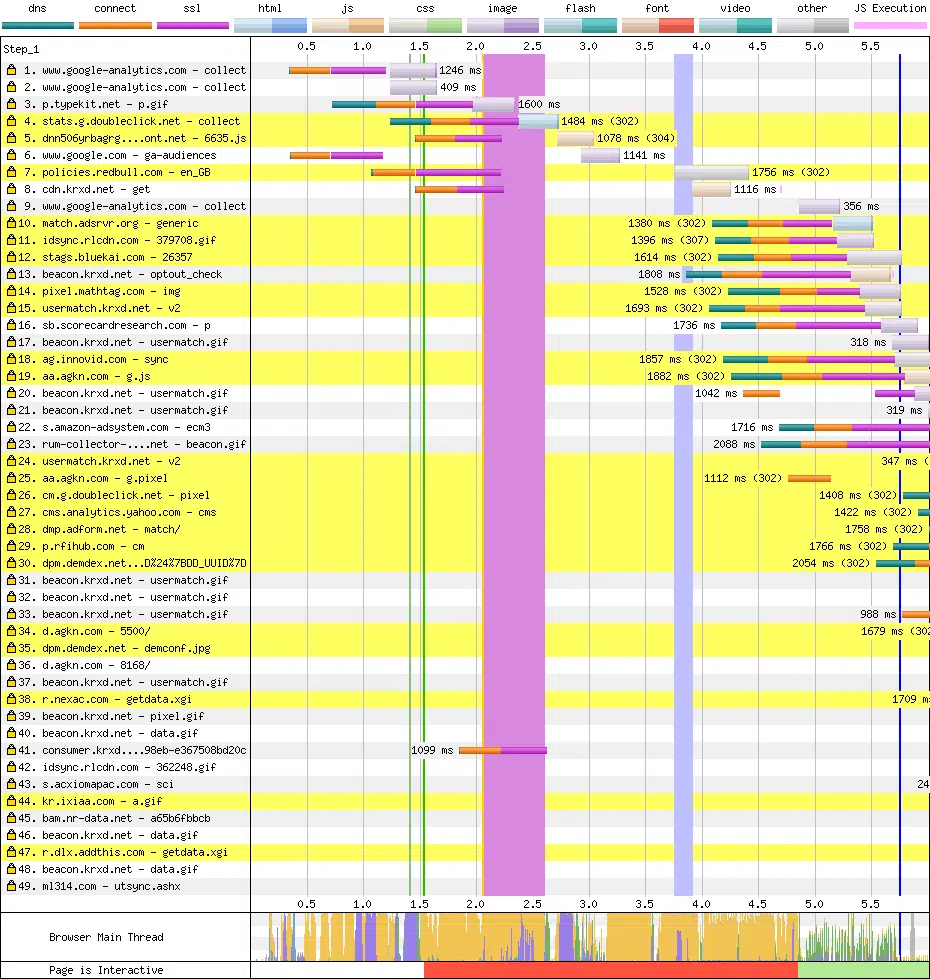 dns connect ssl html js css image flash font video other JS Execution
Step_1 0.5 1.0 1.5 2.0 2.5 3.0 3.5 4.0 4.5 5.0 5.5
1. www.google-analytics.com - collect 1246 ms
2. www.google-analytics.com - collect 409 ms
3. p.typekit.net - p.gif 1600 ms
4. stats.g.doubleclick.net - collect 1484 ms (302)
5. dnn506yrbagrg....ont.net - 6635.js 1078 ms (304)
6. www.google.com - ga-audiences 1141 ms
7. policies.redbull.com - en_GB 1756 ms (302)
8. cdn.krxd.net - get 1116 ms
9. www.google-analytics.com - collect 356 ms
10. match.adsrvr.org - generic 1380 ms (302)
11. idsync.rlcdn.com - 379708.gif 1396 ms (307)
12. stags.bluekai.com - 26357 1614 ms (302)
13. beacon.krxd.net - optout_check 1808 ms
14. pixel.mathtag.com - img 1528 ms (302)
15. usermatch.krxd.net - v2 1693 ms (302)
16. sb.scorecardresearch.com - p 1736 ms
17. beacon.krxd.net - usermatch.gif 318 ms
18. ag.innovid.com - sync 1857 ms (302)
19. aa.agkn.com - g.js 1882 ms (302)
20. beacon.krxd.net - usermatch.gif 1042 ms
21. beacon.krxd.net - usermatch.gif 319 ms
22. s.amazon-adsystem.com - ecm3 1716 ms
23. rum-collector-....net - beacon.gif 2088 ms
24. usermatch.krxd.net - v2 347 ms (
25. aa.agkn.com - g.pixel 1112 ms (302)
26. cm.g.doubleclick.net - pixel 1408 ms (302)
27. cms.analytics.yahoo.com - cms 1422 ms (302)
28. dmp.adform.net - match/ 1758 ms (302)
29. p.rfihub.com - cm 1766 ms (302)
30. dpm.demdex.net...D%24%7BDD_UUID%7D 2054 ms (302)
31. beacon.krxd.net - usermatch.gif
32. beacon.krxd.net - usermatch.gif
33. beacon.krxd.net - usermatch.gif 988 ms
34. d.agkn.com - 5500/ 1679 ms (302
35. dpm.demdex.net - demconf.jpg
36. d.agkn.com - 8168/
37. beacon.krxd.net - usermatch.gif
38. r.nexac.com - getdata.xgi 1709 m
39. beacon.krxd.net - pixel.gif
40. beacon.krxd.net - data.gif
41. consumer.krxd....98eb-e367508bd20c 1099 ms
42. idsync.rlcdn.com - 362248.gif
43. s.acxiomapac.com - sci 24
44. kr.ixiaa.com - a.gif
45. bam.nr-data.net - a65b6fbbcb
46. beacon.krxd.net - data.gif
47. r.dlx.addthis.com - getdata.xgi
48. beacon.krxd.net - data.gif
49. ml314.com - utsync.ashx
0.5 1.0 1.5 2.0 2.5 3.0 3.5 4.0 4.5 5.0 5.5
Browser Main Thread
Page is Interactive